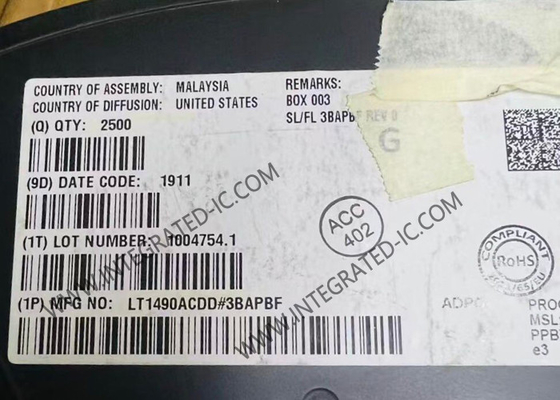 COUNTRY OF ASSEMBLY: MALAYSIA
COUNTRY OF DIFFUSION: UNITED STATES
REMARKS:
BOX 003
SL/FL 3BAPBF REV 0
G
(Q) QTY: 2500
(9D) DATE CODE: 1911
(1T) LOT NUMBER: 1004754.1
(1P) MFG NO: LT1490ACDD#3BAPBF
ACC
402
COMPLIANT
RoHS
WWW.INTEGRATED-IC.COM
WWW.INTEGRATED-IC.COM
ADP
PRO
MSL
PPB
e3